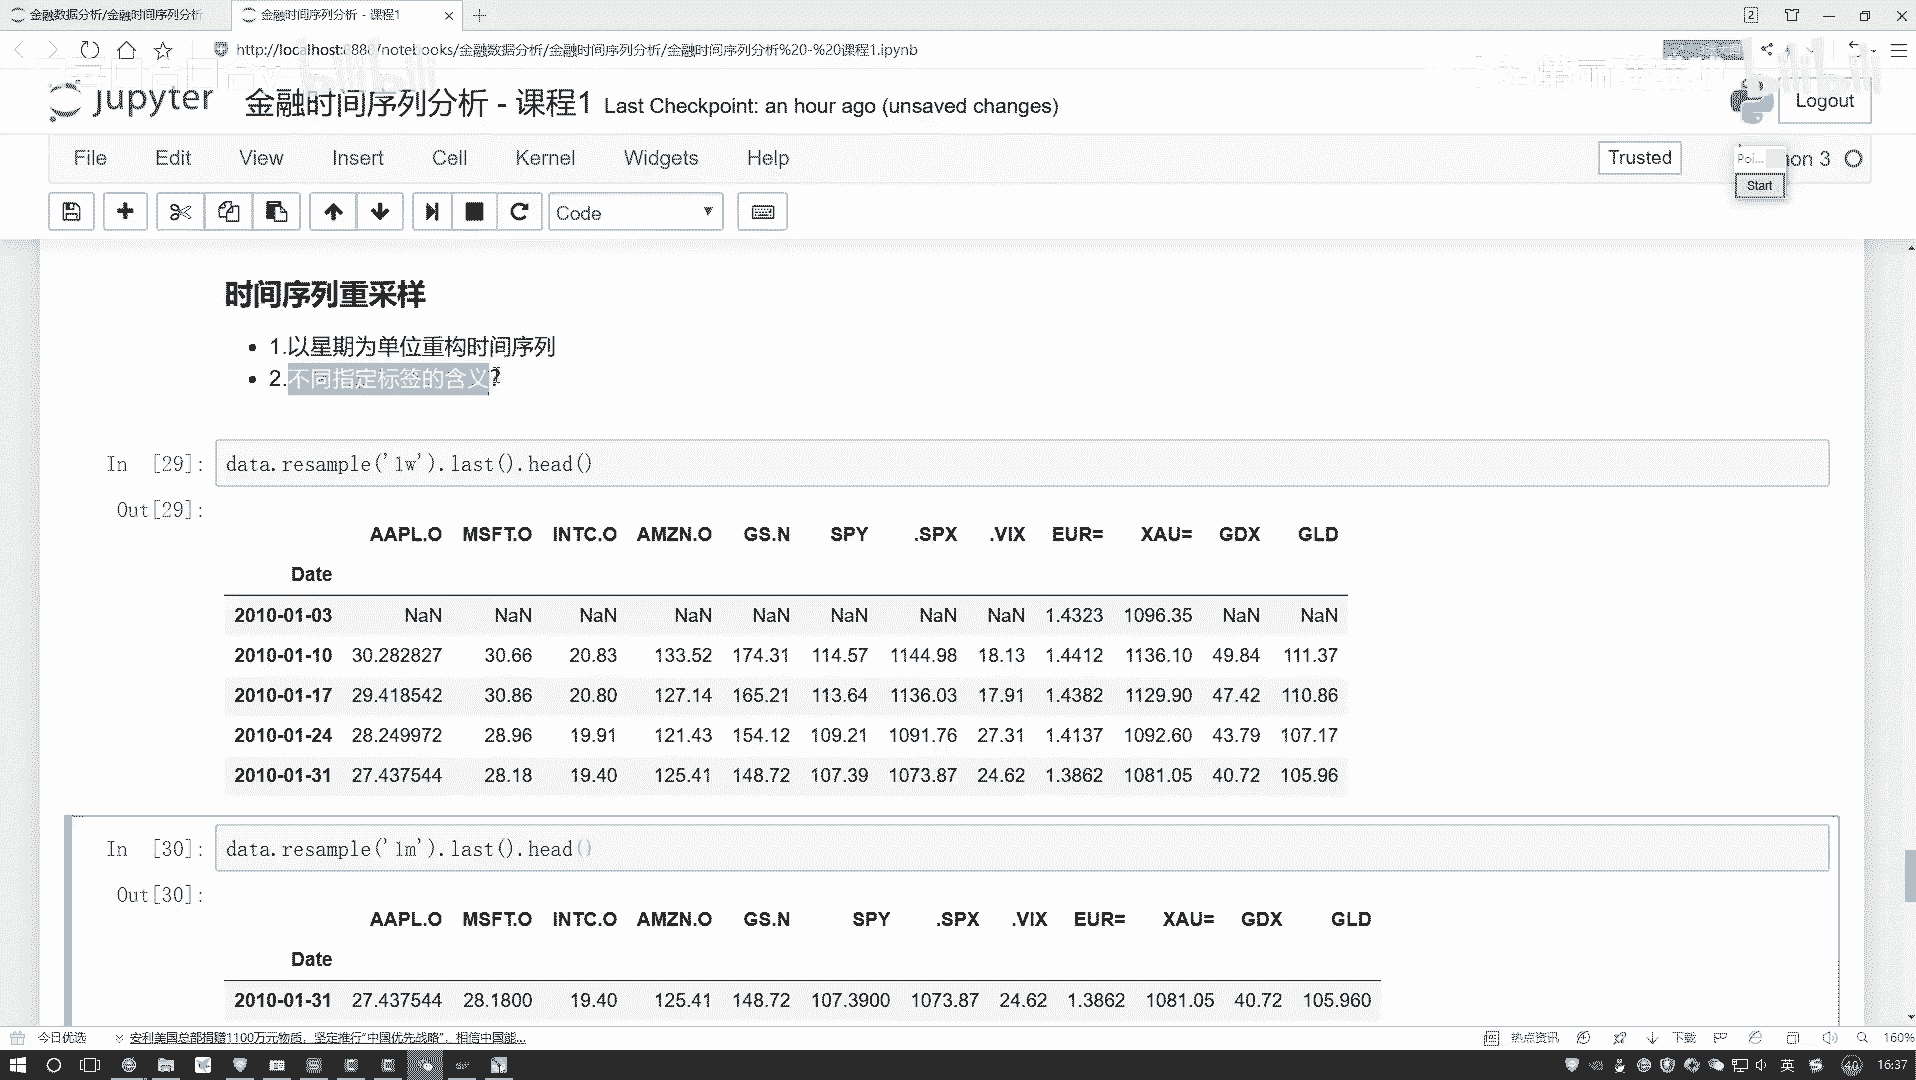 金融数据分析/金融时间序列分析
金融时间序列分析 - 课程1
2
http://localhost:8888/notebooks/金融数据分析/金融时间序列分析/金融时间序列分析%20-%20课程1.ipynb
jupyter 金融时间序列分析 - 课程1 Last Checkpoint: an hour ago (unsaved changes)
Logout
File Edit View Insert Cell Kernel Widgets Help
Trusted
Poi...
on 3
Start
Code
时间序列重采样
1.以星期为单位重构时间序列
2.不同指定标签的含义?
In [29]: data.resample('1w').last().head()
Out[29]:
AAPL.O MSFT.O INTC.O AMZN.O GS.N SPY .SPX .VIX EUR= XAU= GDX GLD
Date
2010-01-03 NaN NaN NaN NaN NaN NaN NaN NaN 1.4323 1096.35 NaN NaN
2010-01-10 30.282827 30.66 20.83 133.52 174.31 114.57 1144.98 18.13 1.4412 1136.10 49.84 111.37
2010-01-17 29.418542 30.86 20.80 127.14 165.21 113.64 1136.03 17.91 1.4382 1129.90 47.42 110.86
2010-01-24 28.249972 28.96 19.91 121.43 154.12 109.21 1091.76 27.31 1.4137 1092.60 43.79 107.17
2010-01-31 27.437544 28.18 19.40 125.41 148.72 107.39 1073.87 24.62 1.3862 1081.05 40.72 105.96
In [30]: data.resample('1m').last().head()
Out[30]:
AAPL.O MSFT.O INTC.O AMZN.O GS.N SPY .SPX .VIX EUR= XAU= GDX GLD
Date
2010-01-31 27.437544 28.1800 19.40 125.41 148.72 107.3900 1073.87 24.62 1.3862 1081.05 40.72 105.960
今日优选
安利美国总部捐赠1100万元物质，坚定推行“中国优先战略”，相信中国能...
热点资讯
下载
160%
英
40
16:37